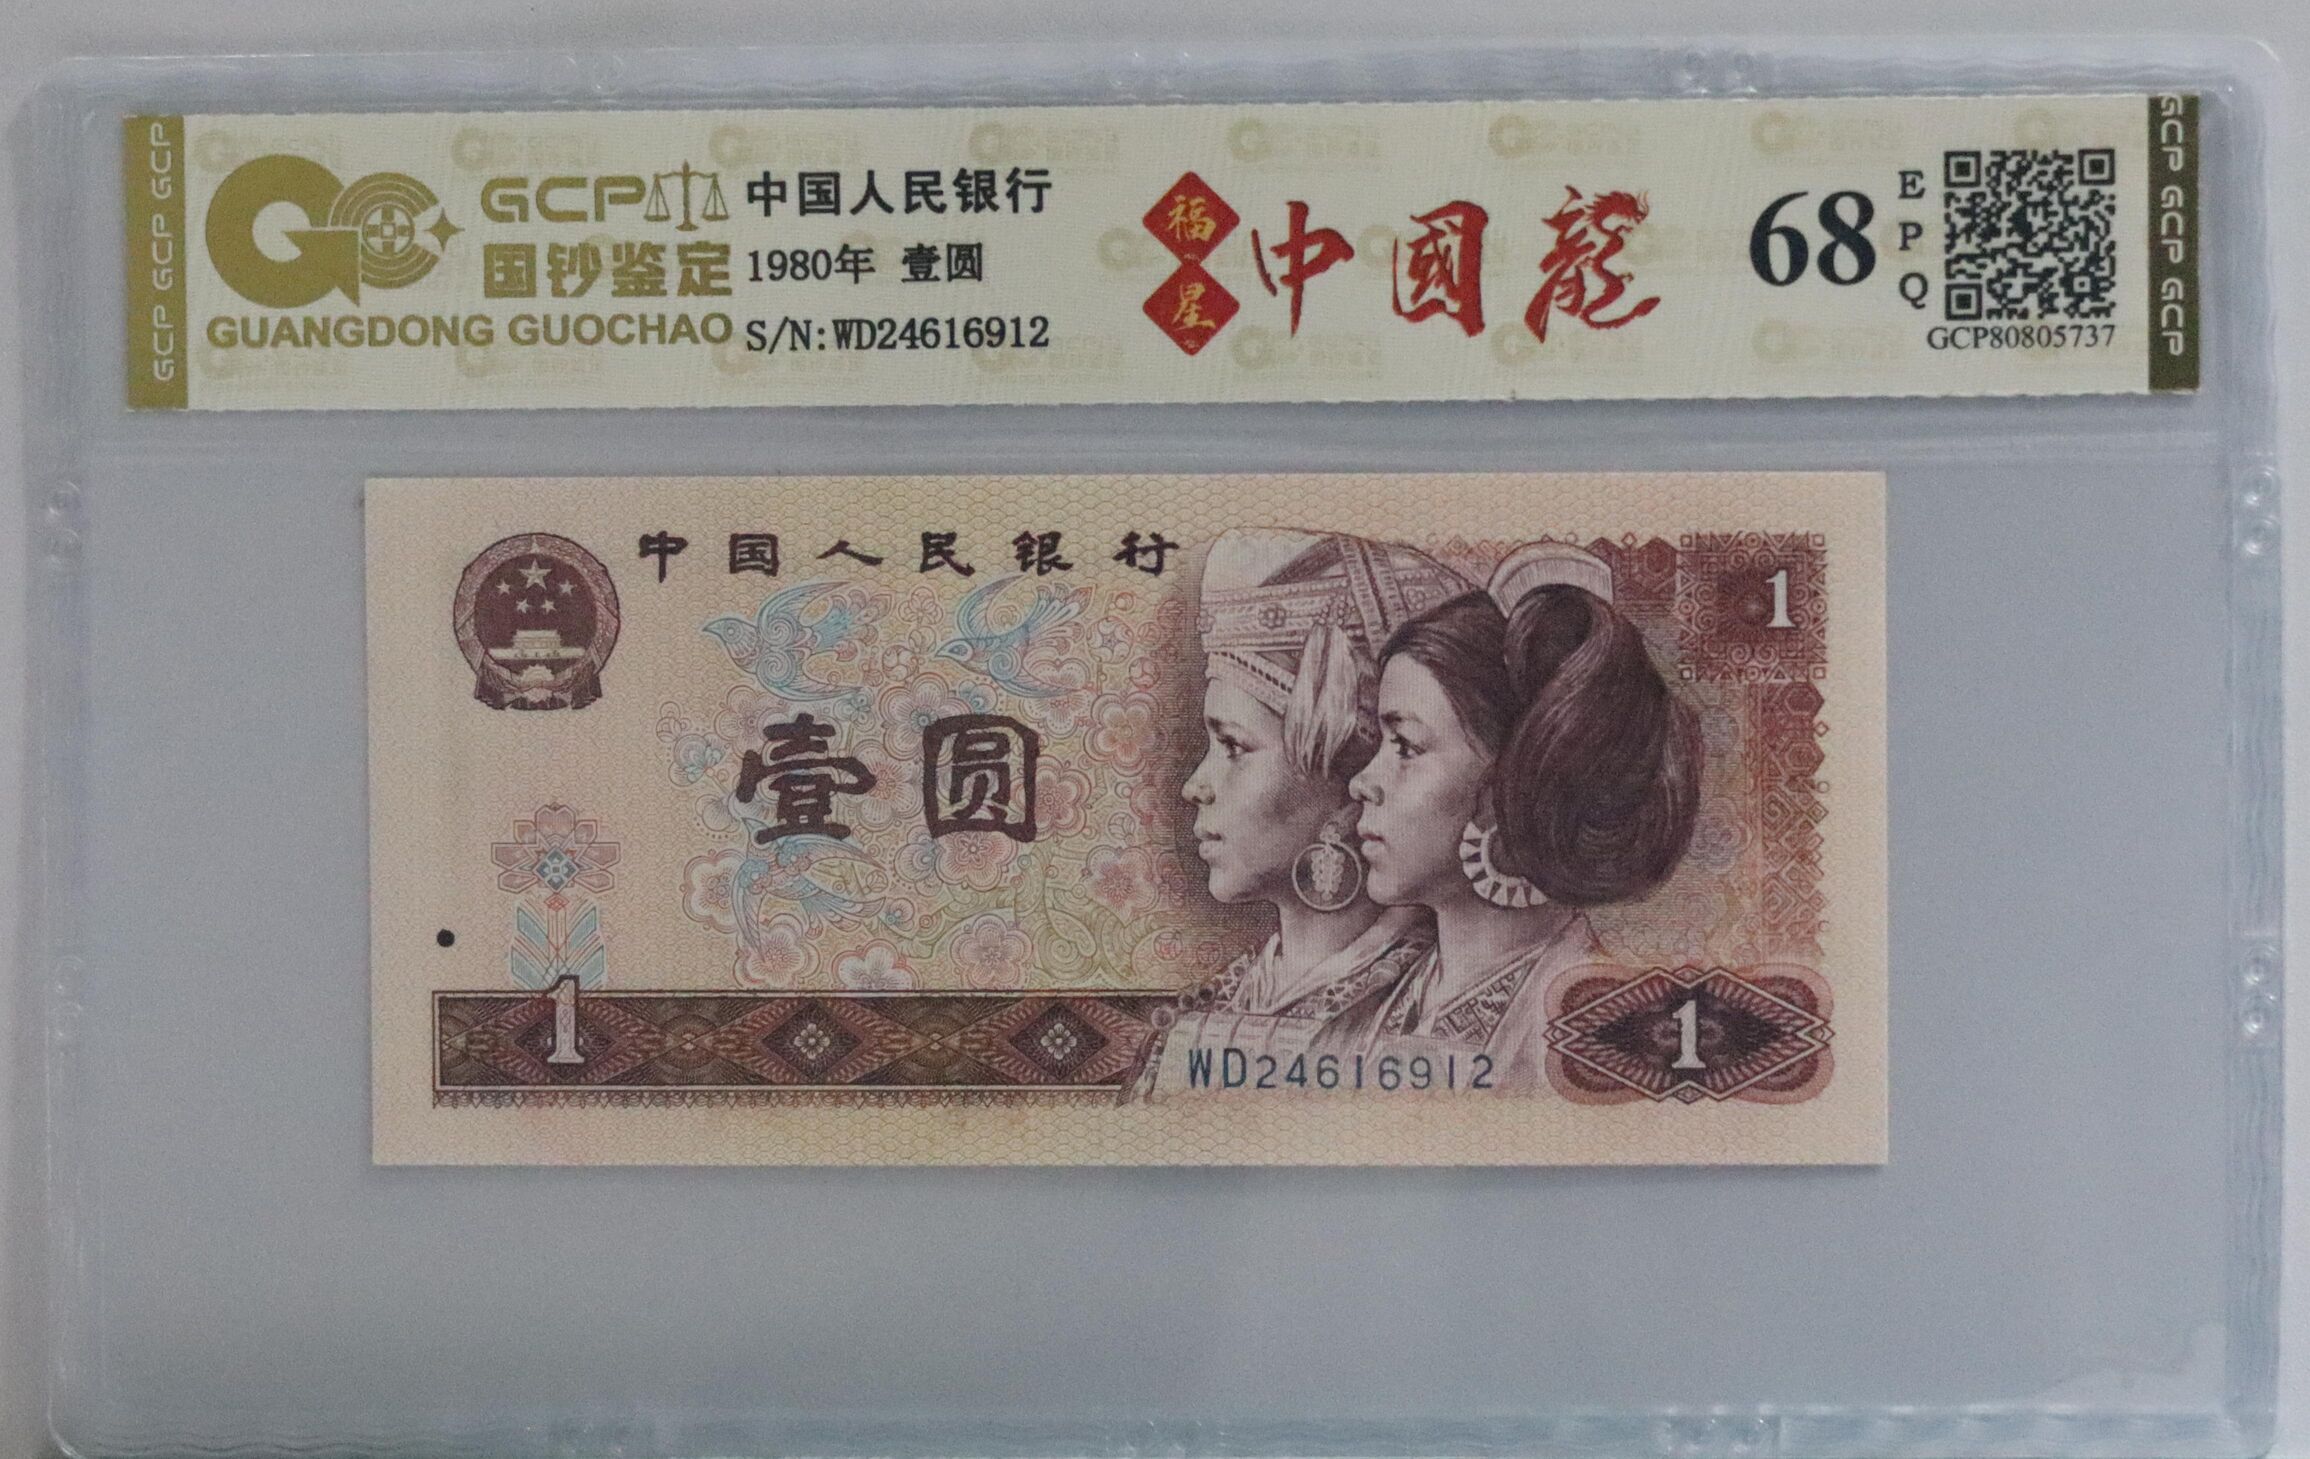 GCP GCP GCP
GCP
国钞鉴定
GUANGDONG GUOCHAO
中国人民银行
1980年 壹圆
S/N:WD24616912
福星
中國龍
68
EPQ
GCP80805737
GCP GCP GCP
中国人民银行
1
壹圆
1
1
WD24616912